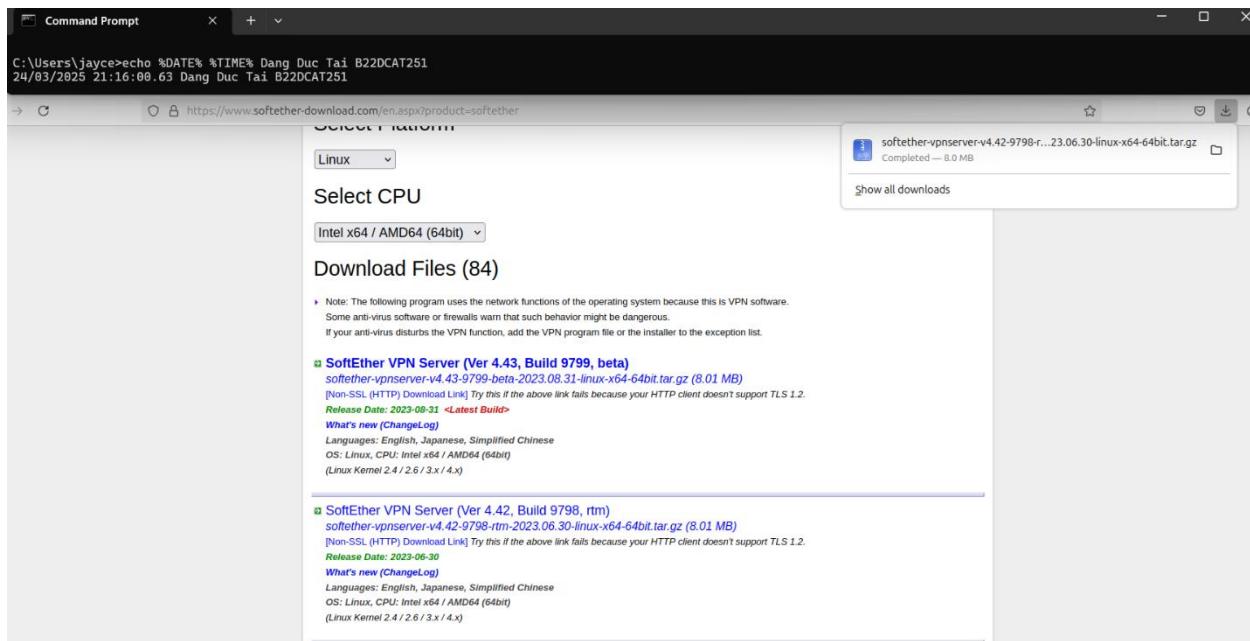 Command Prompt
C:\Users\jayce>echo %DATE% %TIME% Dang Duc Tai B22DCAT251
24/03/2025 21:16:00.63 Dang Duc Tai B22DCAT251
https://www.softether-download.com/en.aspx?product=softether
Select Platform
softether-vpnserver-v4.42-9798-r...23.06.30-linux-x64-64bit.tar.gz
Completed — 8.0 MB
Show all downloads
Linux
Select CPU
Intel x64 / AMD64 (64bit)
Download Files (84)
Note: The following program uses the network functions of the operating system because this is VPN software.
Some anti-virus software or firewalls warn that such behavior might be dangerous.
If your anti-virus disturbs the VPN function, add the VPN program file or the installer to the exception list.
SoftEther VPN Server (Ver 4.43, Build 9799, beta)
softether-vpnserver-v4.43-9799-beta-2023.08.31-linux-x64-64bit.tar.gz (8.01 MB)
[Non-SSL (HTTP) Download Link] Try this if the above link fails because your HTTP client doesn't support TLS 1.2.
Release Date: 2023-08-31 <Latest Build>
What's new (ChangeLog)
Languages: English, Japanese, Simplified Chinese
OS: Linux, CPU: Intel x64 / AMD64 (64bit)
(Linux Kernel 2.4 / 2.6 / 3.x / 4.x)
SoftEther VPN Server (Ver 4.42, Build 9798, rtm)
softether-vpnserver-v4.42-9798-rtm-2023.06.30-linux-x64-64bit.tar.gz (8.01 MB)
[Non-SSL (HTTP) Download Link] Try this if the above link fails because your HTTP client doesn't support TLS 1.2.
Release Date: 2023-06-30
What's new (ChangeLog)
Languages: English, Japanese, Simplified Chinese
OS: Linux, CPU: Intel x64 / AMD64 (64bit)
(Linux Kernel 2.4 / 2.6 / 3.x / 4.x)